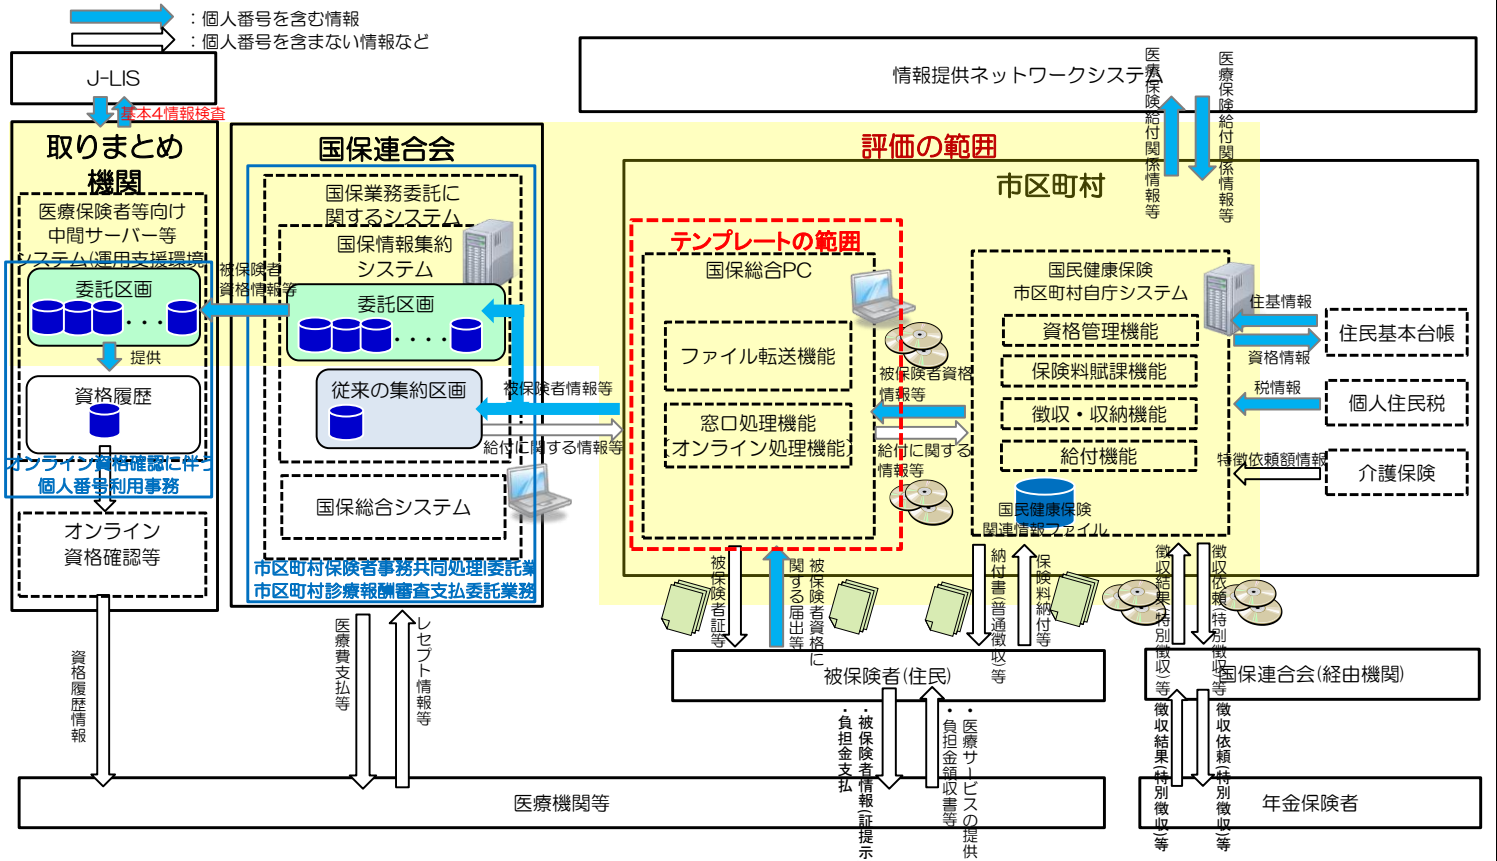 ：個人番号を含む情報
：個人番号を含まない情報など
J-LIS
基本4情報検査
情報提供ネットワークシステム
医療保険給付関係情報等
医療保険給付関係情報等
取りまとめ
機関
医療保険者等向け
中間サーバー等
システム(運用支援環境)
委託区画
・・・
提供
資格履歴
オンライン資格確認に伴う
個人番号利用事務
オンライン
資格確認等
被保険者
資格情報等
国保連合会
国保業務委託に
関するシステム
国保情報集約
システム
委託区画
・・・・
従来の集約区画
国保総合システム
市区町村保険者事務共同処理委託業
市区町村診療報酬審査支払委託業務
被保険者情報等
給付に関する情報等
評価の範囲
市区町村
テンプレートの範囲
国保総合PC
ファイル転送機能
窓口処理機能
(オンライン処理機能)
被保険者資格
情報等
給付に関する
情報等
国民健康保険
市区町村自庁システム
資格管理機能
保険料賦課機能
徴収・収納機能
給付機能
国民健康保険
関連情報ファイル
住基情報
資格情報
税情報
特徴依頼額情報
住民基本台帳
個人住民税
介護保険
被保険者証等
被保険者資格に
関する届出等
納付書(普通徴収)等
保険料納付等
徴収結果(特別徴収)等
徴収依頼(特別徴収)等
被保険者(住民)
国保連合会(経由機関)
資格履歴情報
医療費支払等
レセプト情報等
・被保険者情報(証提示
・負担金支払
・医療サービスの提供
・負担金領収書等
徴収結果(特別徴収)等
徴収依頼(特別徴収)等
医療機関等
年金保険者